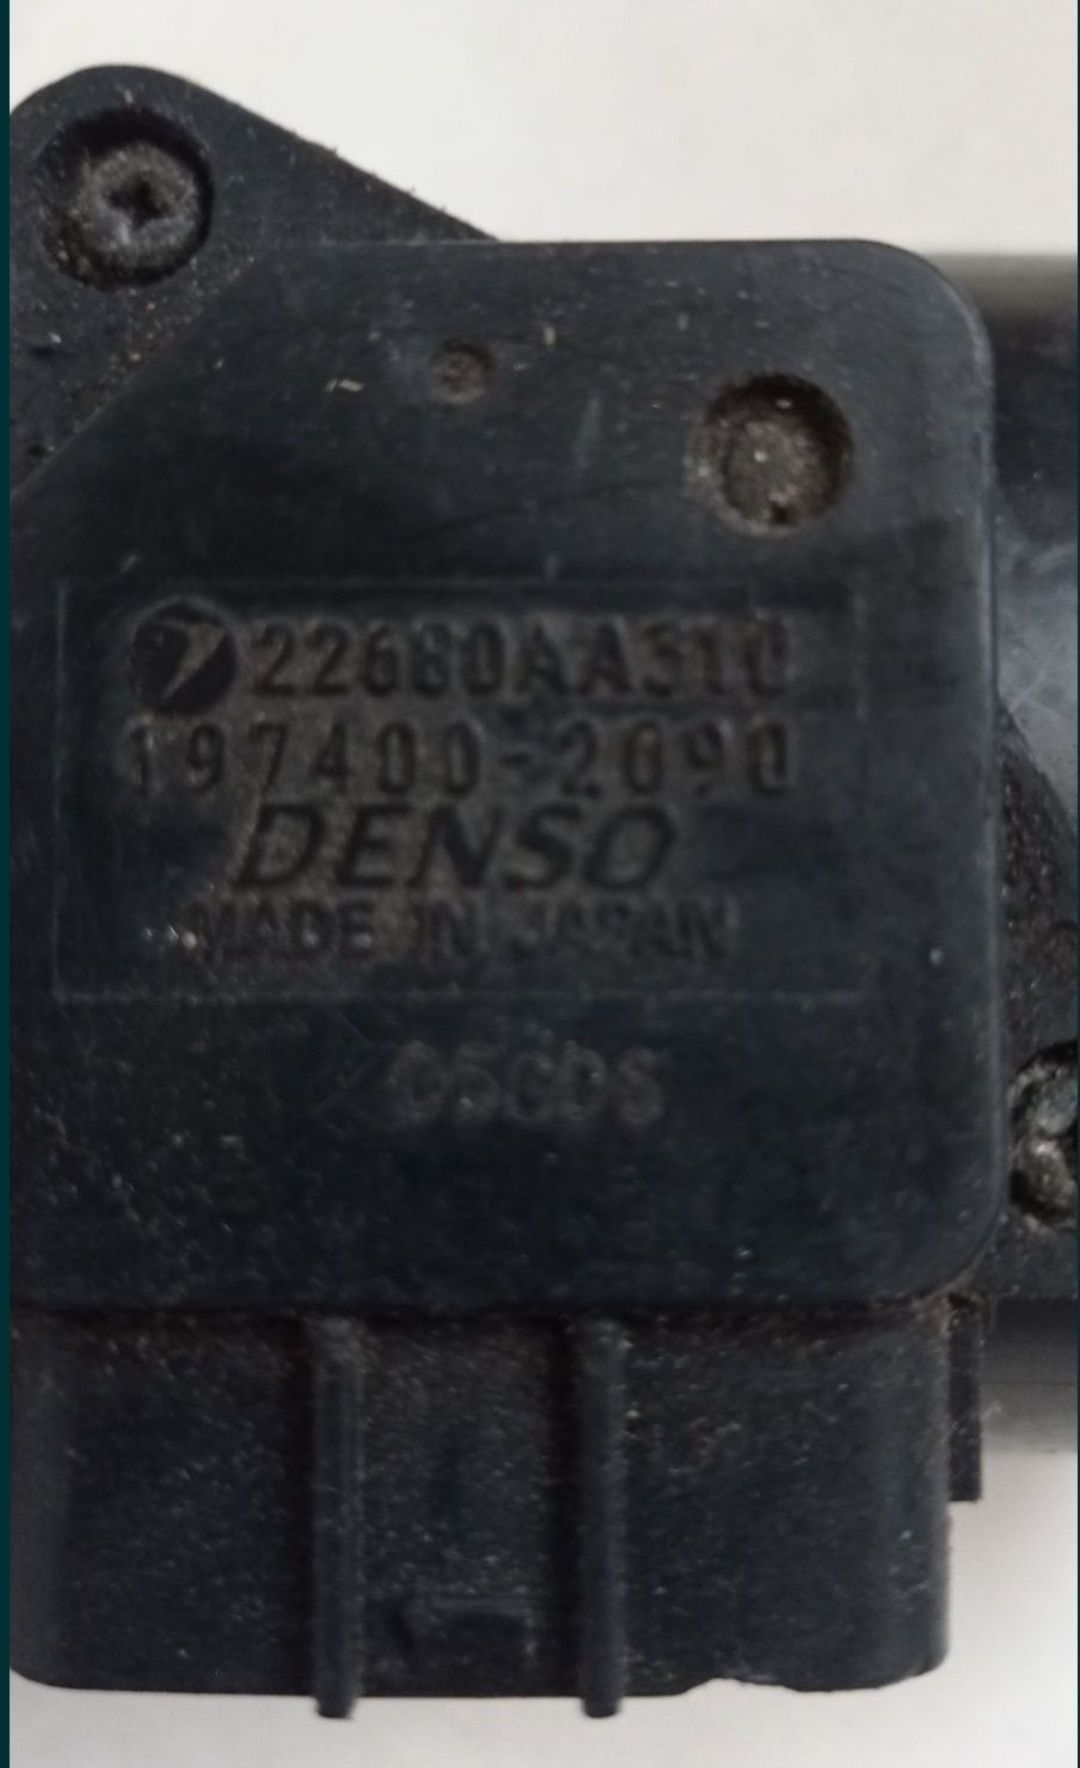 22680AA310
197400-2090
DENSO
MADE IN JAPAN